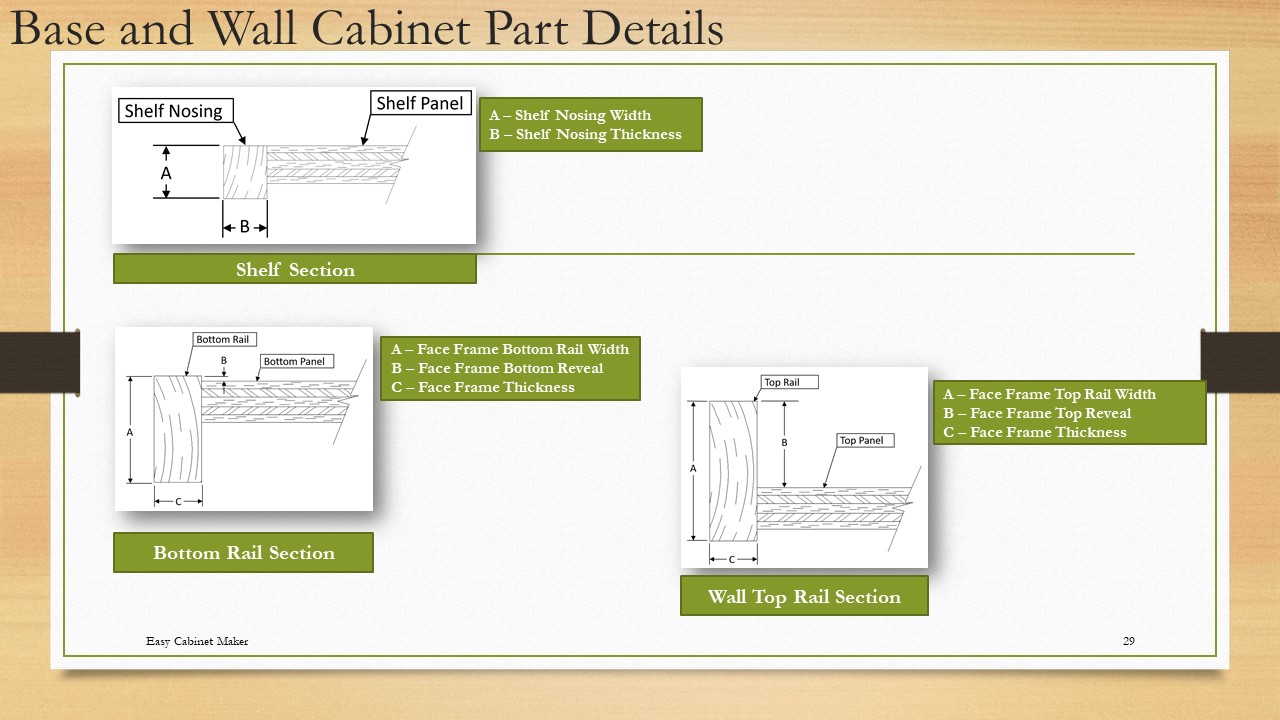 Base and Wall Cabinet Part Details
Shelf Nosing
Shelf Panel
A
B
A – Shelf Nosing Width
B – Shelf Nosing Thickness
Shelf Section
Bottom Rail
B
Bottom Panel
A
C
A – Face Frame Bottom Rail Width
B – Face Frame Bottom Reveal
C – Face Frame Thickness
Bottom Rail Section
Top Rail
B
Top Panel
A
C
A – Face Frame Top Rail Width
B – Face Frame Top Reveal
C – Face Frame Thickness
Wall Top Rail Section
Easy Cabinet Maker
29